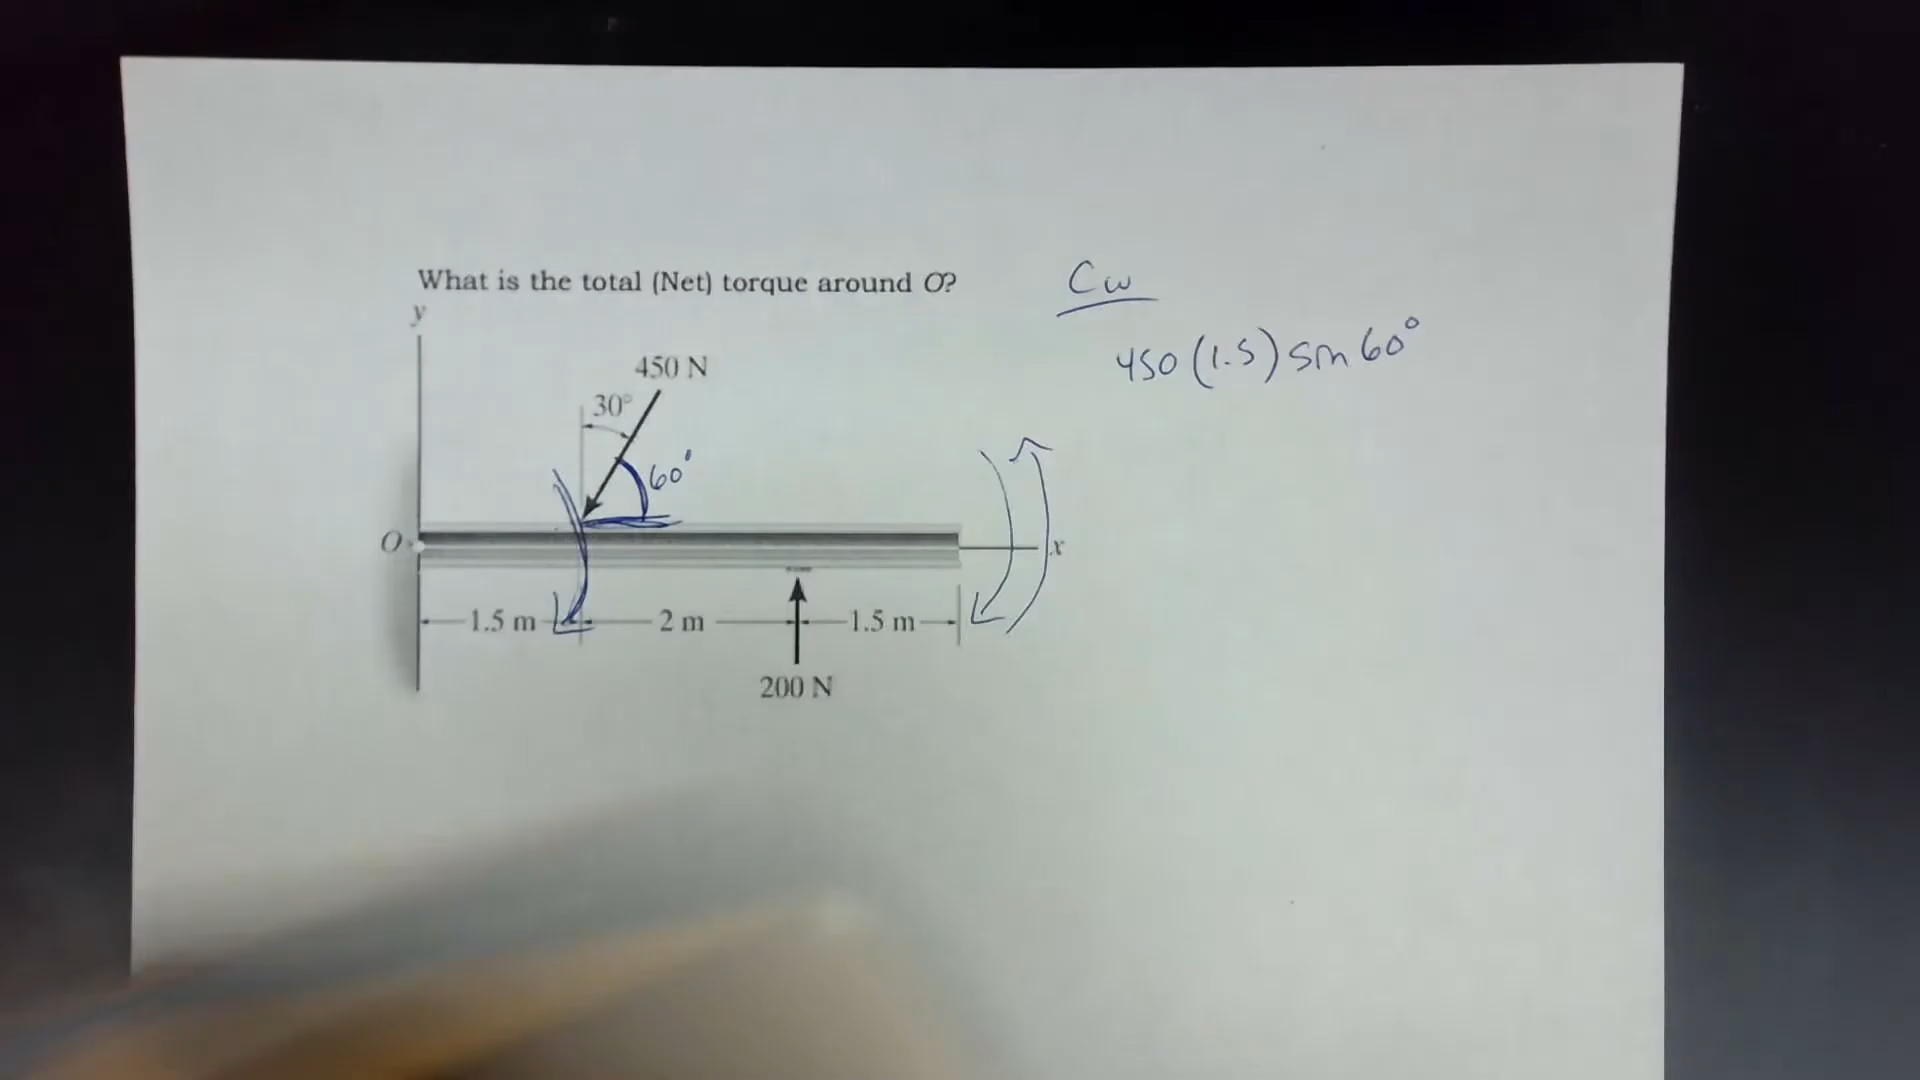 What is the total (Net) torque around O?
Cw
y
450 (1.5) sin 60°
450 N
30°
60°
O
x
1.5 m
2 m
1.5 m
200 N